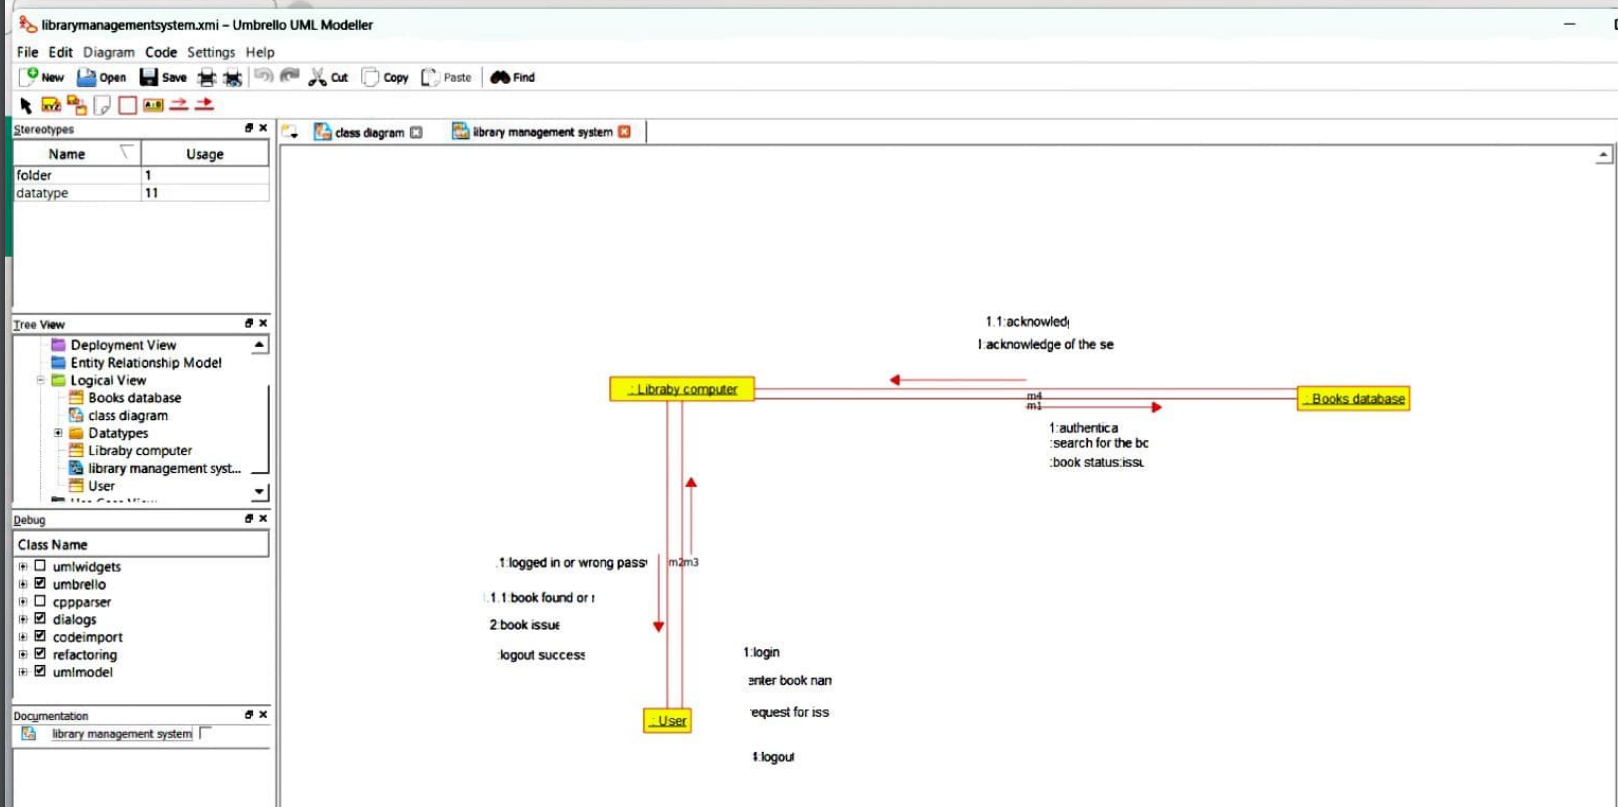 librarymanagementsystem.xmi – Umbrello UML Modeller
File Edit Diagram Code Settings Help
New Open Save Cut Copy Paste Find
XYZ A:B
Stereotypes
Name Usage
folder 1
datatype 11
class diagram
library management system
Tree View
Deployment View
Entity Relationship Model
Logical View
Books database
class diagram
Datatypes
Libraby computer
library management syst...
User
Debug
Class Name
umlwidgets
umbrello
cppparser
dialogs
codeimport
refactoring
umlmodel
Documentation
library management system
1.1:acknowled
:acknowledge of the se
: Libraby computer
m4
m1
: Books database
1:authentica
:search for the bc
:book status:issu
.1:logged in or wrong pass
m2m3
.1.1:book found or
2:book issue
:logout success
1:login
enter book nam
equest for iss
: User
:logout